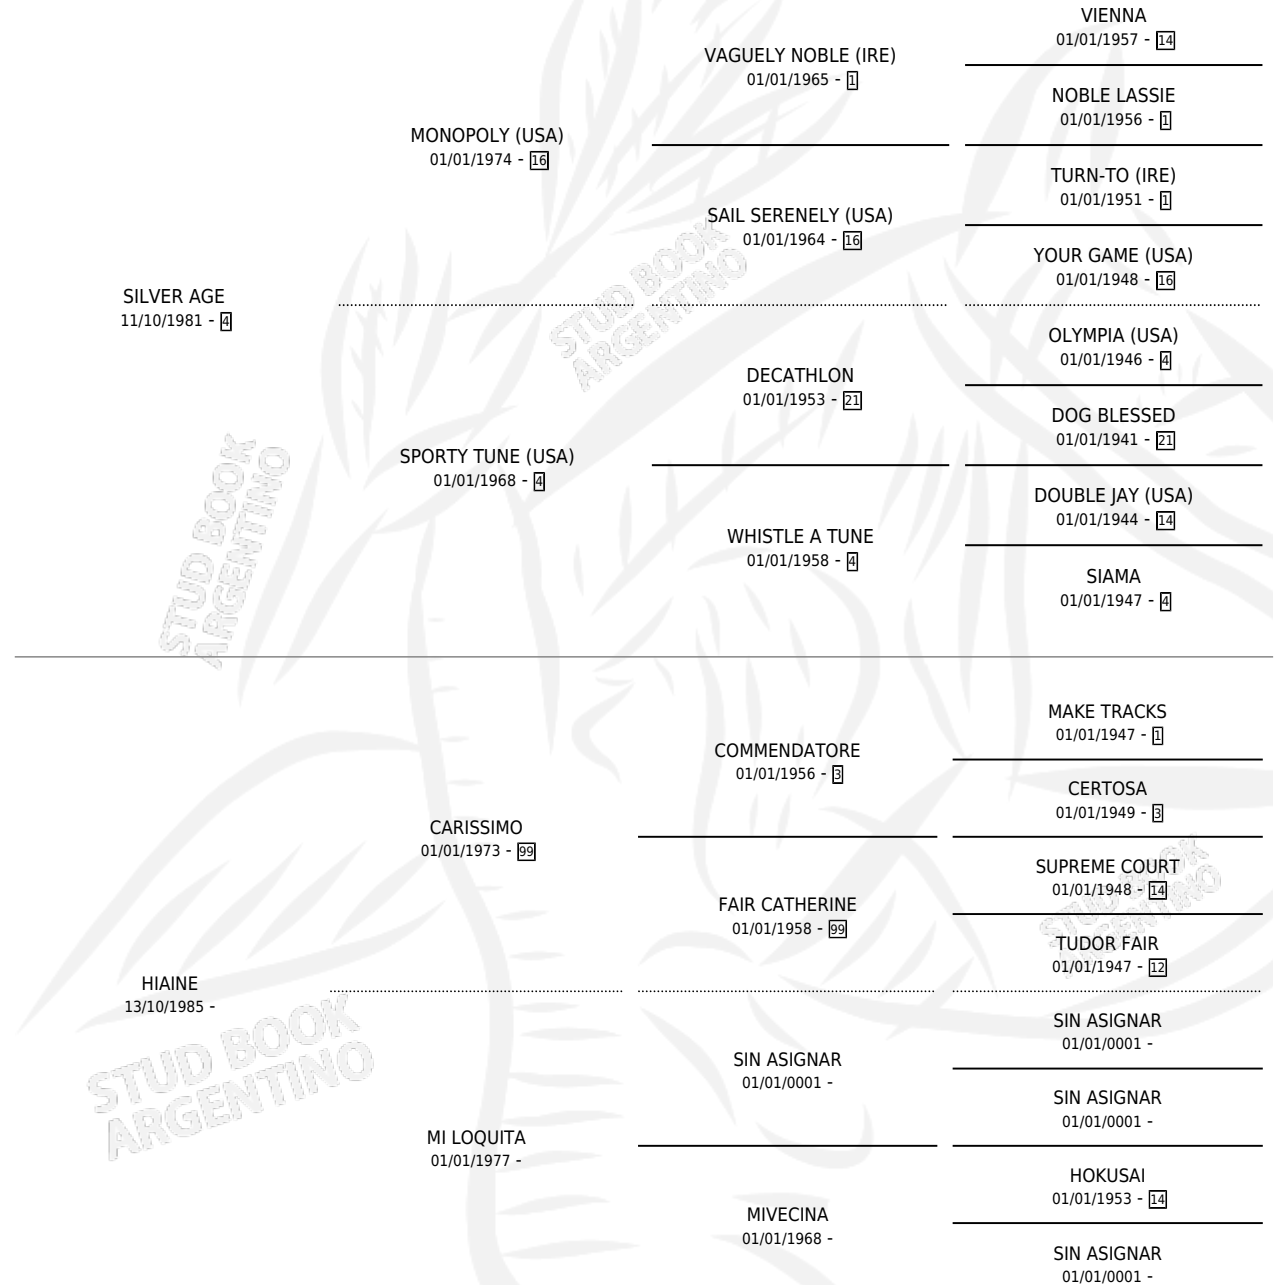 VIENNA
01/01/1957 - 14
VAGUELY NOBLE (IRE)
01/01/1965 - 1
NOBLE LASSIE
01/01/1956 - 1
MONOPOLY (USA)
01/01/1974 - 16
TURN-TO (IRE)
01/01/1951 - 1
SAIL SERENELY (USA)
01/01/1964 - 16
YOUR GAME (USA)
01/01/1948 - 16
SILVER AGE
11/10/1981 - 4
OLYMPIA (USA)
01/01/1946 - 4
DECATHLON
01/01/1953 - 21
DOG BLESSED
01/01/1941 - 21
SPORTY TUNE (USA)
01/01/1968 - 4
DOUBLE JAY (USA)
01/01/1944 - 14
WHISTLE A TUNE
01/01/1958 - 4
SIAMA
01/01/1947 - 4
MAKE TRACKS
01/01/1947 - 1
COMMENDATORE
01/01/1956 - 3
CERTOSA
01/01/1949 - 3
CARISSIMO
01/01/1973 - 99
SUPREME COURT
01/01/1948 - 14
FAIR CATHERINE
01/01/1958 - 99
TUDOR FAIR
01/01/1947 - 12
HIAINE
13/10/1985 -
SIN ASIGNAR
01/01/0001 -
SIN ASIGNAR
01/01/0001 -
SIN ASIGNAR
01/01/0001 -
MI LOQUITA
01/01/1977 -
HOKUSAI
01/01/1953 - 14
MIVECINA
01/01/1968 -
SIN ASIGNAR
01/01/0001 -
STUD BOOK
ARGENTINO
STUD BOOK
ARGENTINO
STUD BOOK
ARGENTINO
STUD BOOK
ARGENTINO